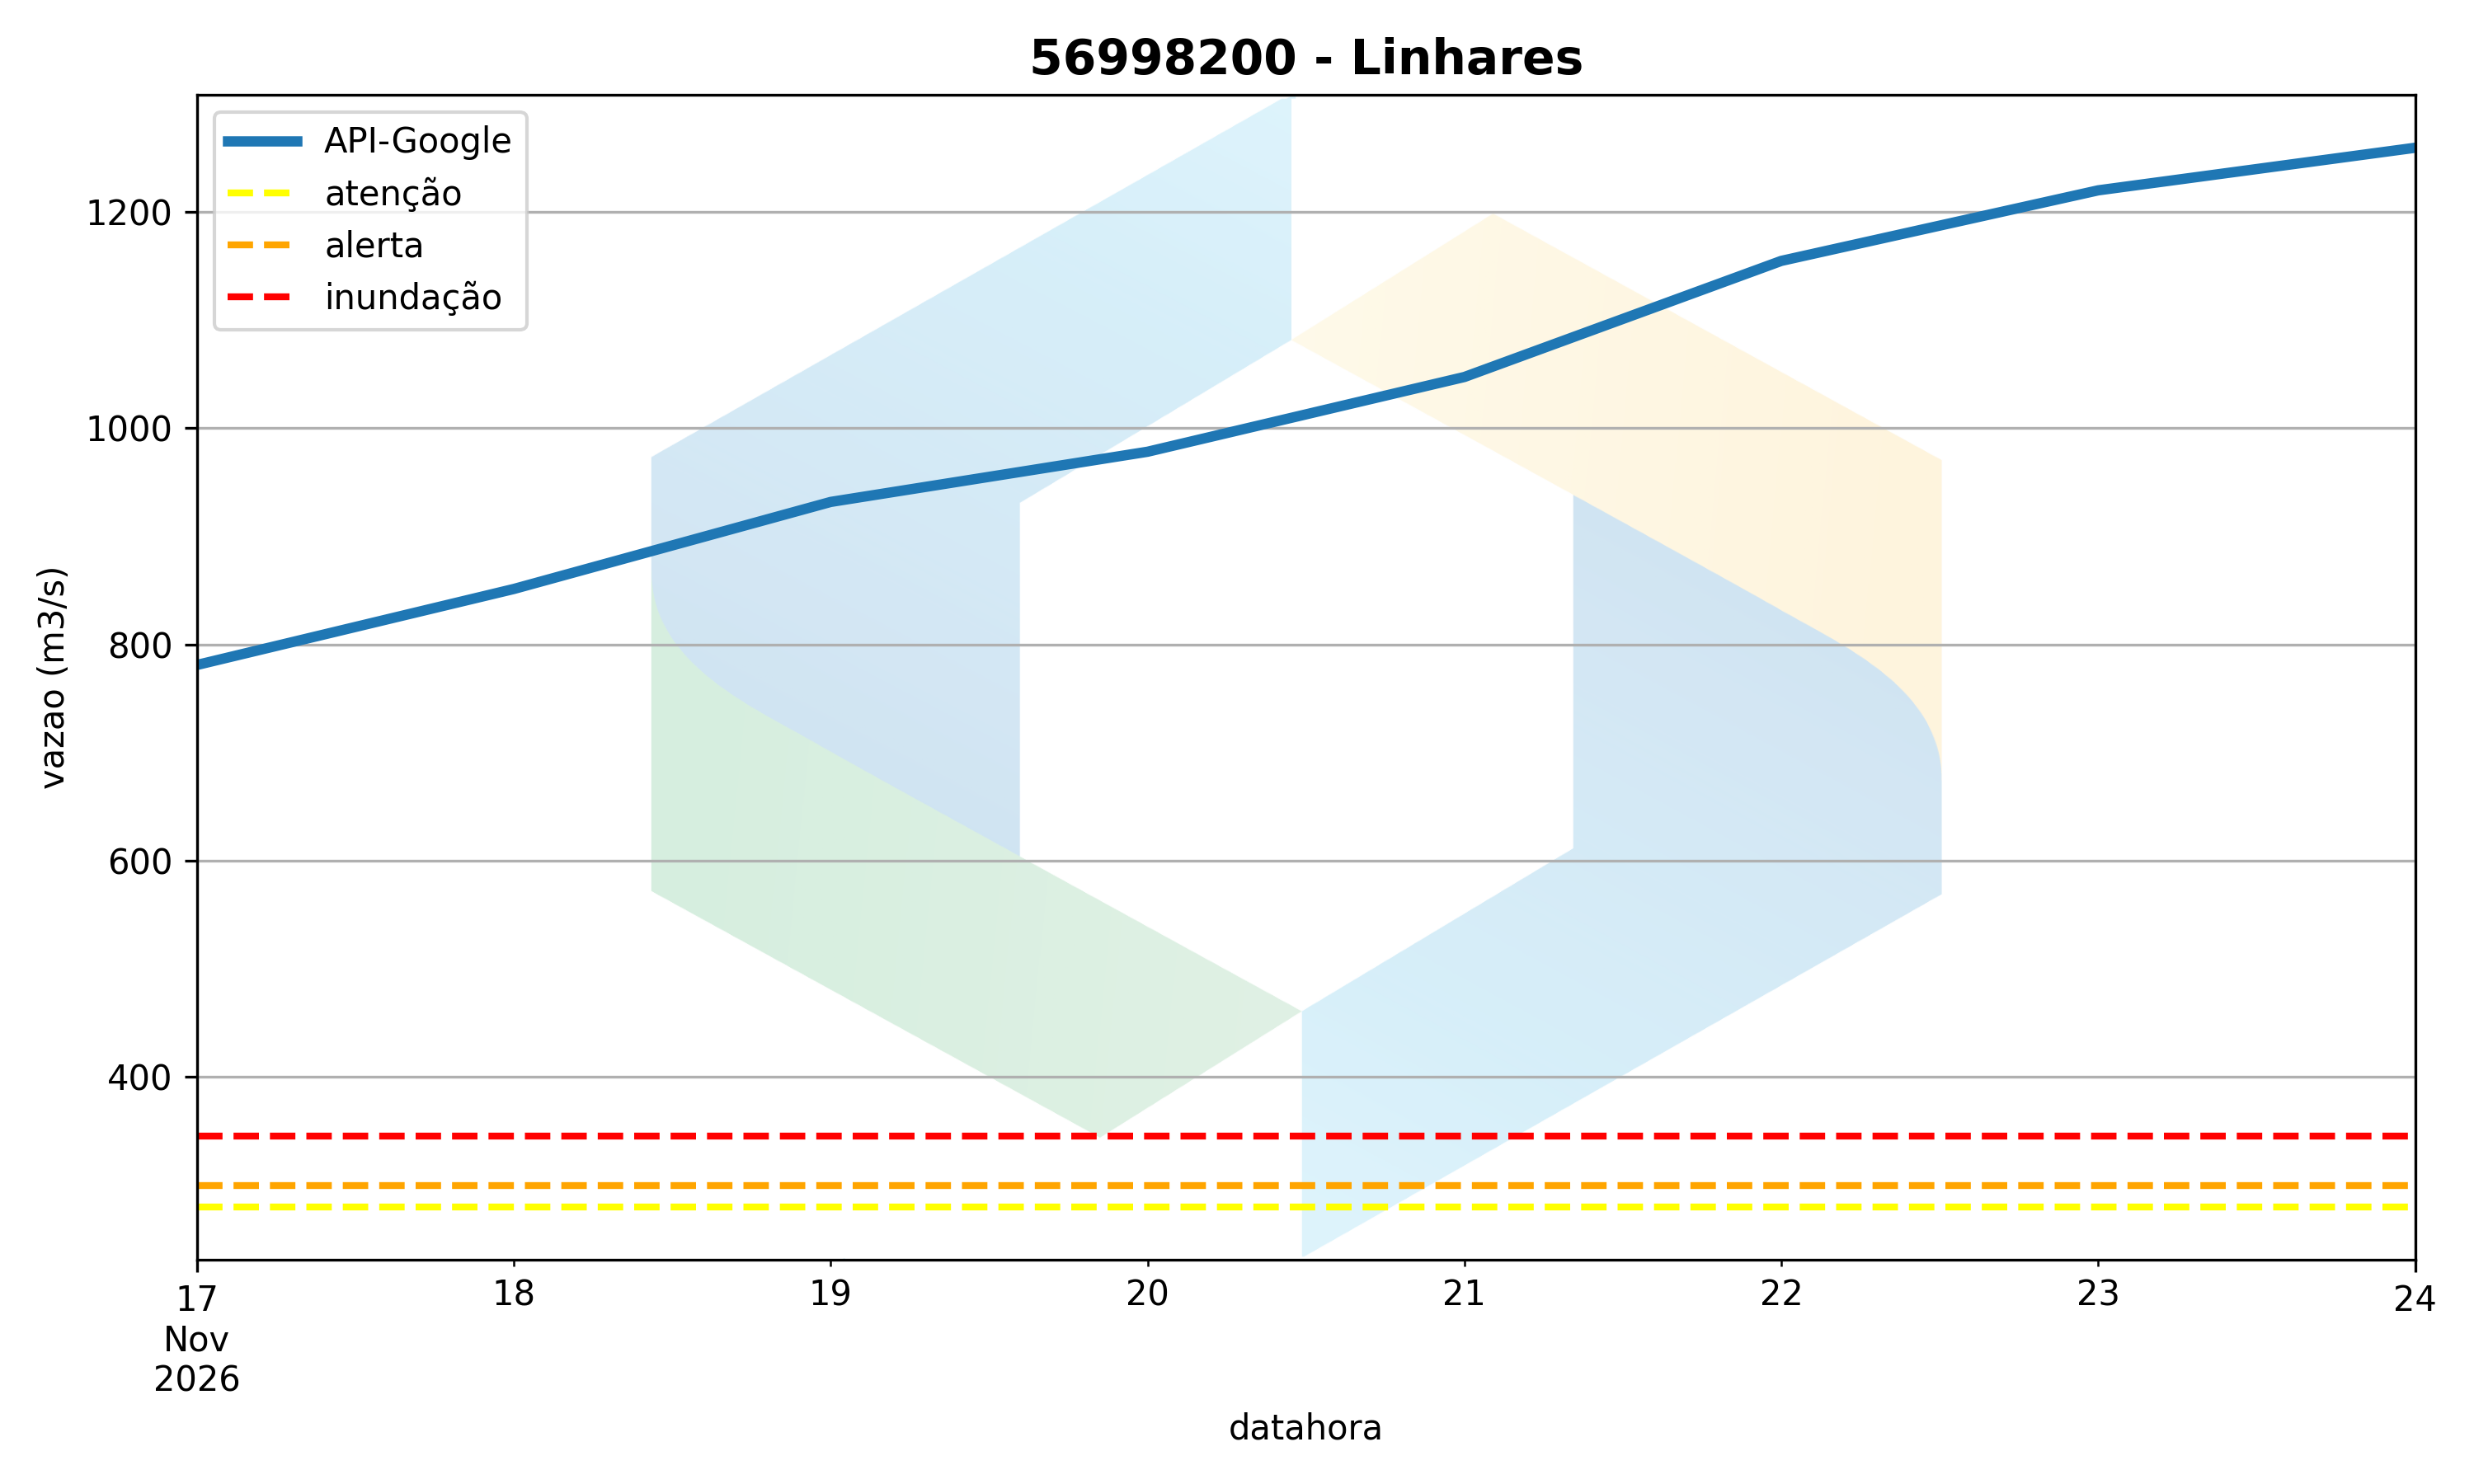 56998200 - Linhares
API-Google
atenção
alerta
inundação
1200
1000
800
600
400
vazao (m3/s)
17 18 19 20 21 22 23 24
Nov
2026
datahora